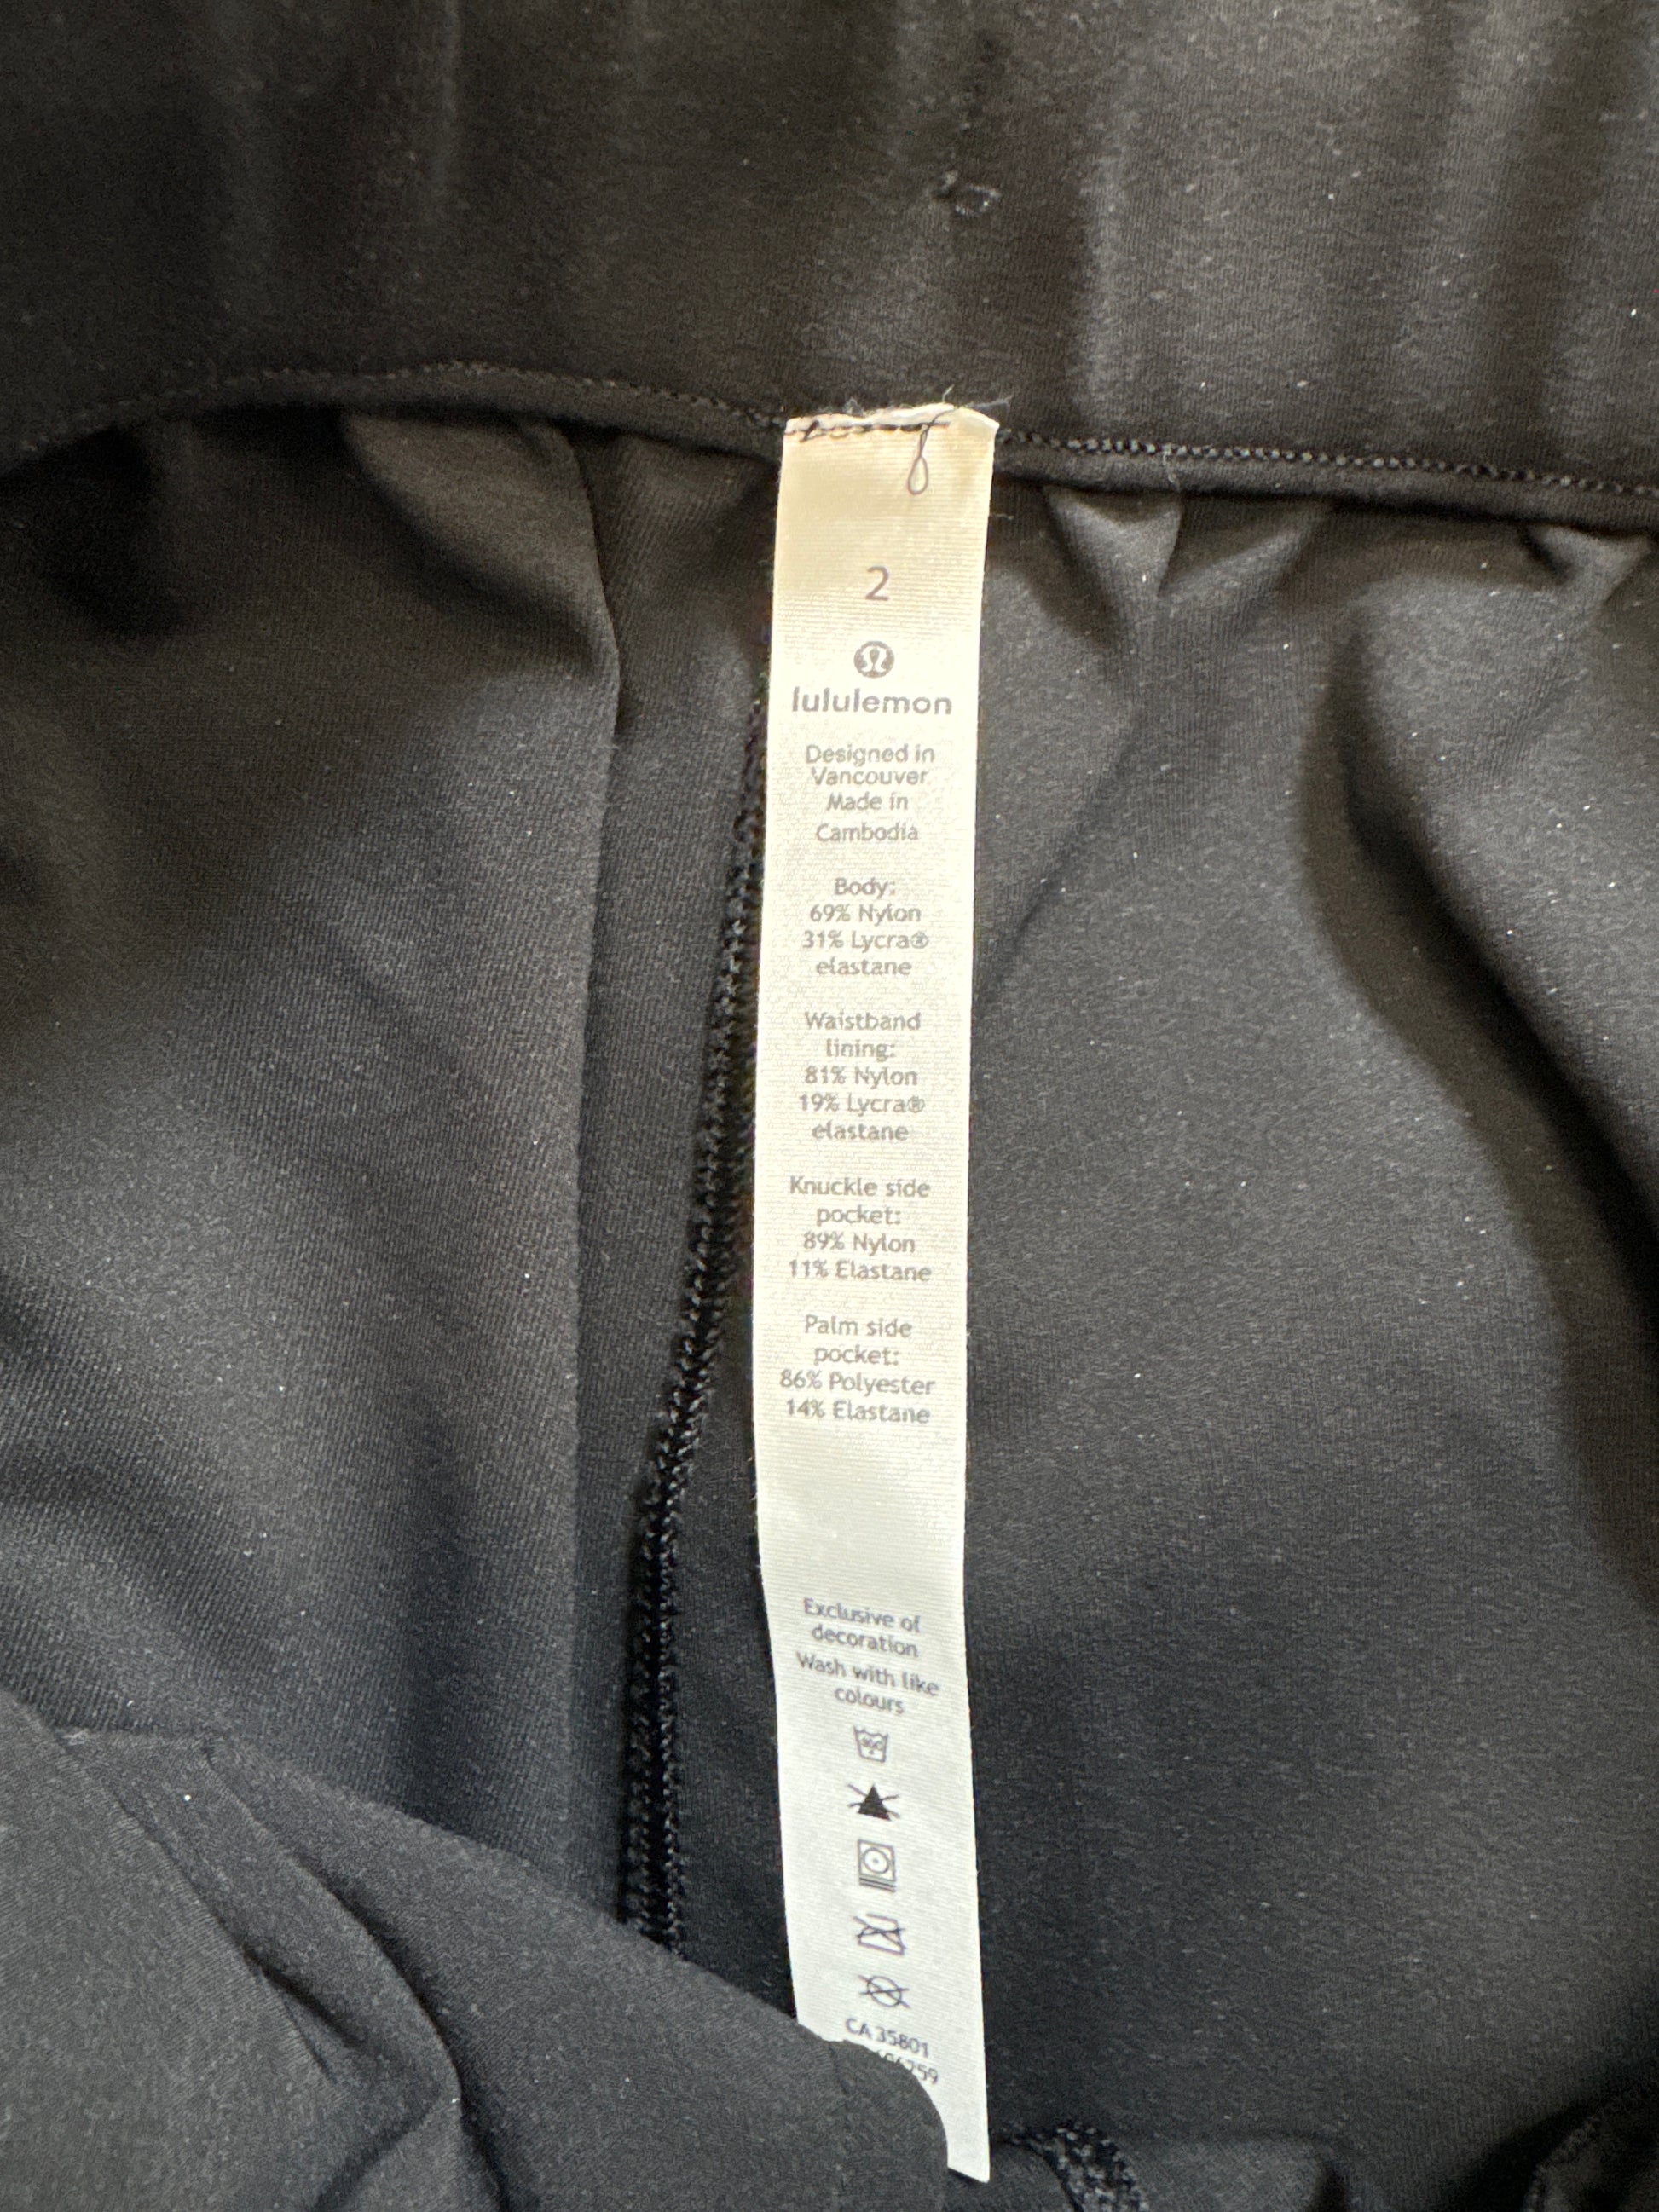 2
lululemon
Designed in
Vancouver
Made in
Cambodia
Body:
69% Nylon
31% Lycra®
elastane
Waistband
lining:
81% Nylon
19% Lycra®
elastane
Knuckle side
pocket:
89% Nylon
11% Elastane
Palm side
pocket:
86% Polyester
14% Elastane
Exclusive of
decoration
Wash with like
colours
CA 35801